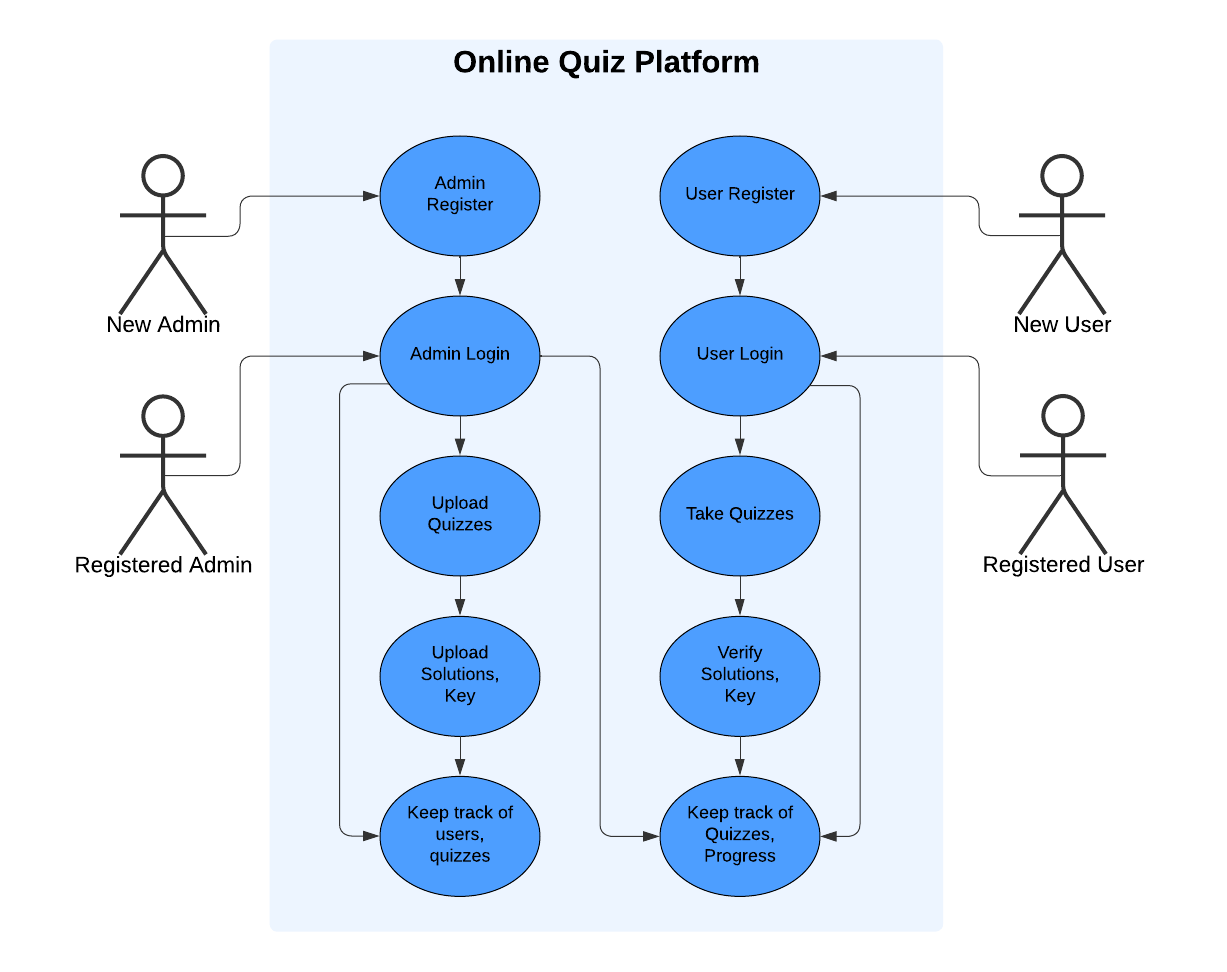 Online Quiz Platform
Admin
Register
User Register
New Admin
New User
Admin Login
User Login
Upload
Quizzes
Take Quizzes
Registered Admin
Registered User
Upload
Solutions,
Key
Verify
Solutions,
Key
Keep track of
users,
quizzes
Keep track of
Quizzes,
Progress